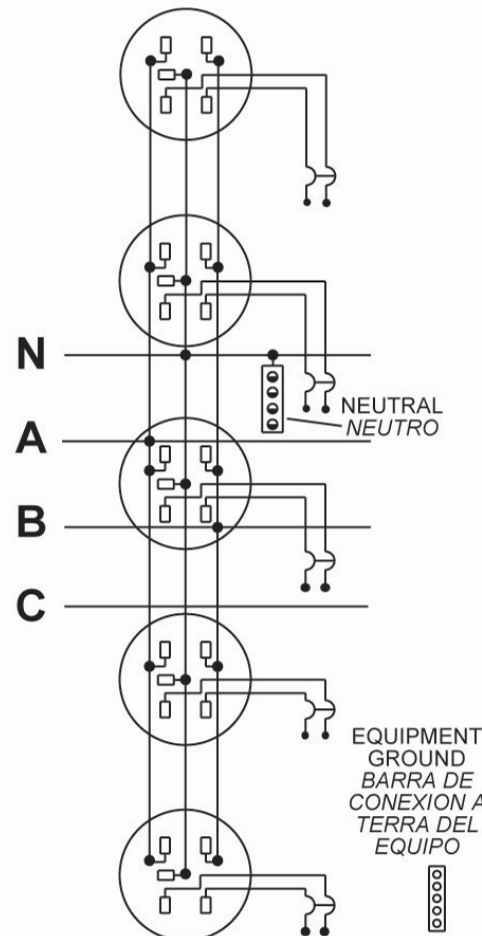 N
NEUTRAL
NEUTRO
A
B
C
EQUIPMENT
GROUND
BARRA DE
CONEXION A
TERRA DEL
EQUIPO